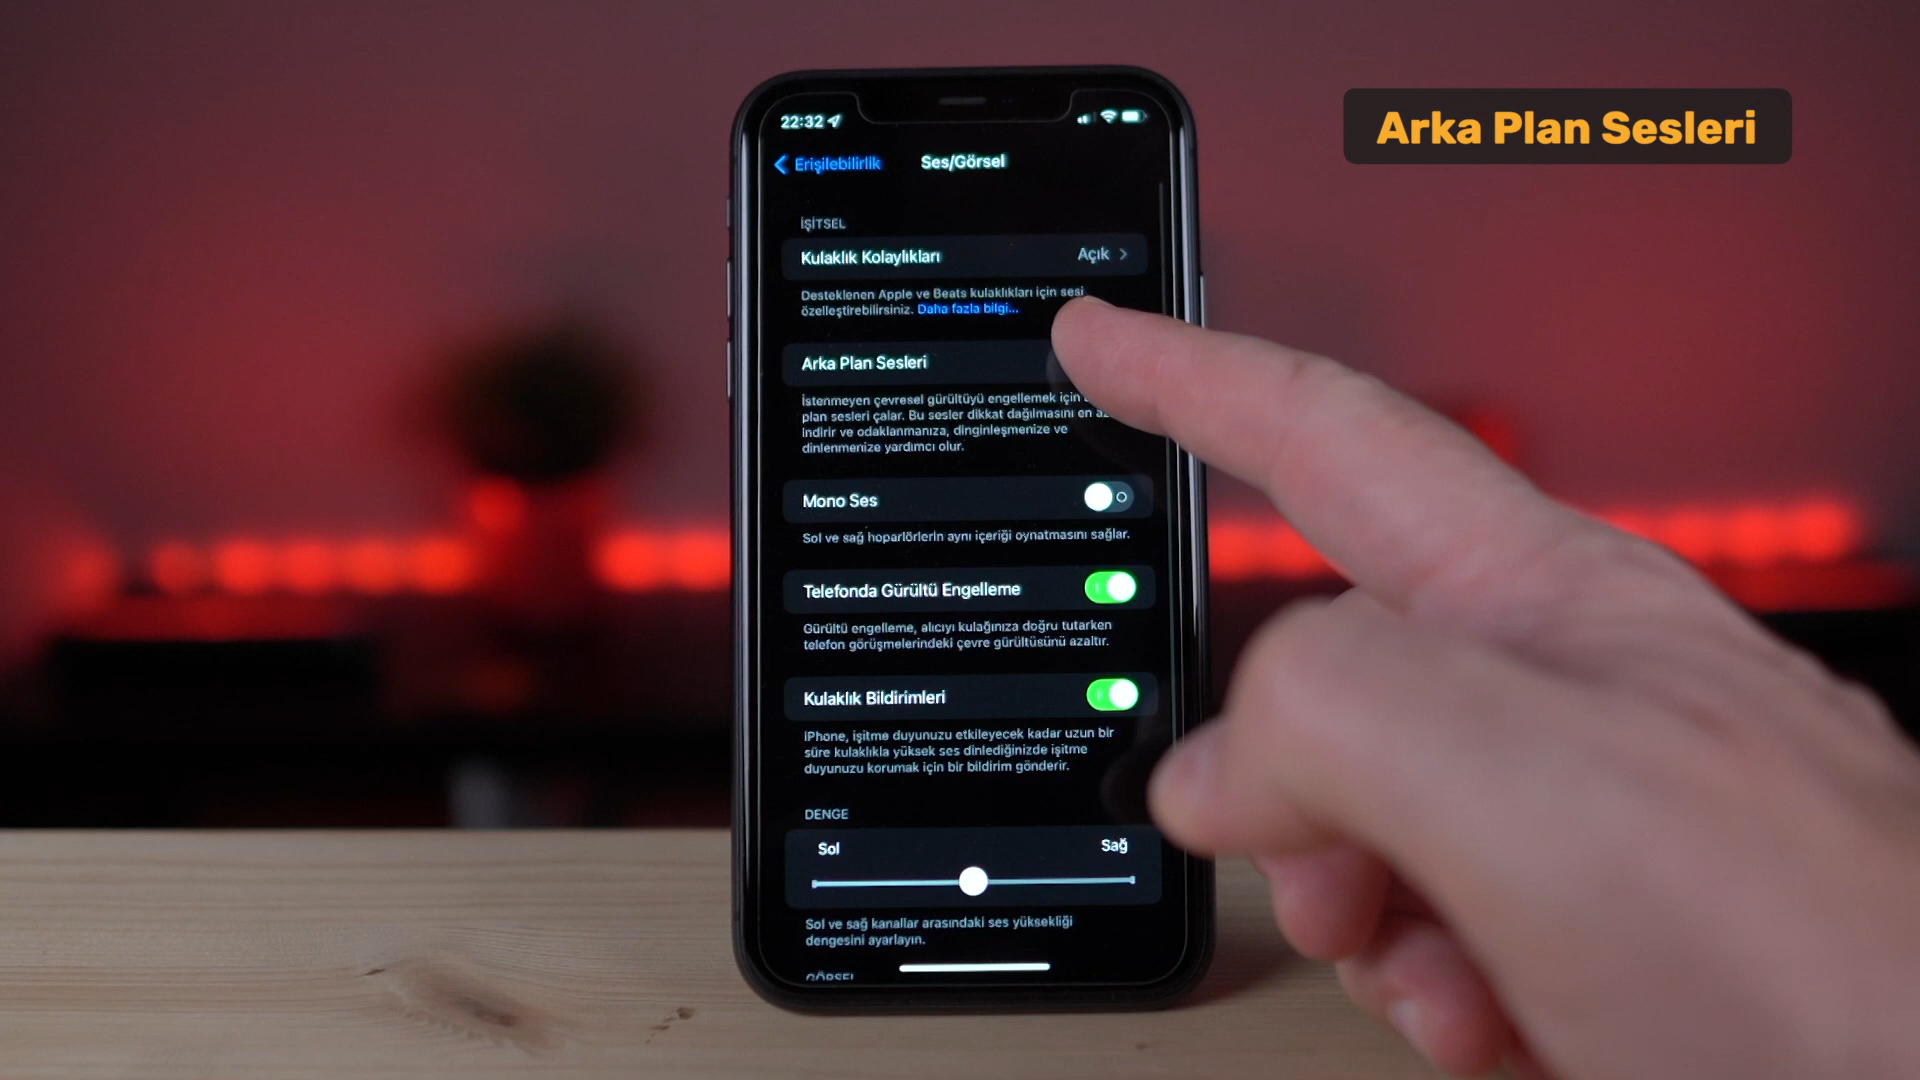 Arka Plan Sesleri
22:32
Erişilebilirlik
Ses/Görsel
İŞİTSEL
Kulaklık Kolaylıkları
Açık
Desteklenen Apple ve Beats kulaklıkları için sesi
özelleştirebilirsiniz. Daha fazla bilgi...
Arka Plan Sesleri
İstenmeyen çevresel gürültüyü engellemek için
plan sesleri çalar. Bu sesler dikkat dağılmasını en
indirir ve odaklanmanıza, dinginleşmenize ve
dinlenmenize yardımcı olur.
Mono Ses
Sol ve sağ hoparlörlerin aynı içeriği oynatmasını sağlar.
Telefonda Gürültü Engelleme
Gürültü engelleme, alıcıyı kulağınıza doğru tutarken
telefon görüşmelerindeki çevre gürültüsünü azaltır.
Kulaklık Bildirimleri
iPhone, işitme duyunuzu etkileyecek kadar uzun bir
süre kulaklıkla yüksek ses dinlediğinizde işitme
duyunuzu korumak için bir bildirim gönderir.
DENGE
Sol
Sağ
Sol ve sağ kanallar arasındaki ses yüksekliği
dengesini ayarlayın.
GÖRSEL